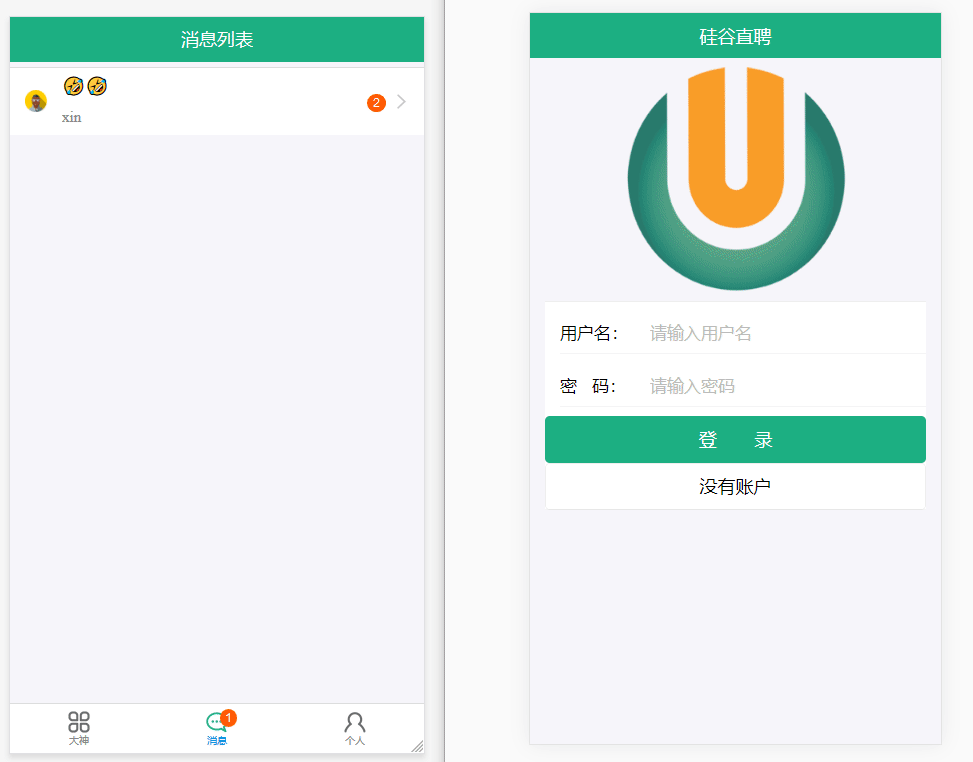 消息列表
🤣🤣
xin
2
大神
消息
1
个人
硅谷直聘
用户名:
请输入用户名
密 码:
请输入密码
登 录
没有账户